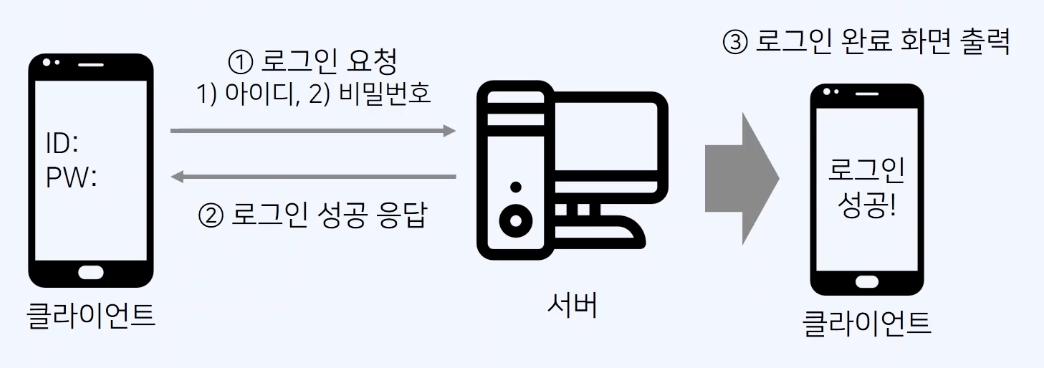 ① 로그인 요청
1) 아이디, 2) 비밀번호
ID:
PW:
② 로그인 성공 응답
클라이언트
서버
③ 로그인 완료 화면 출력
로그인
성공!
클라이언트